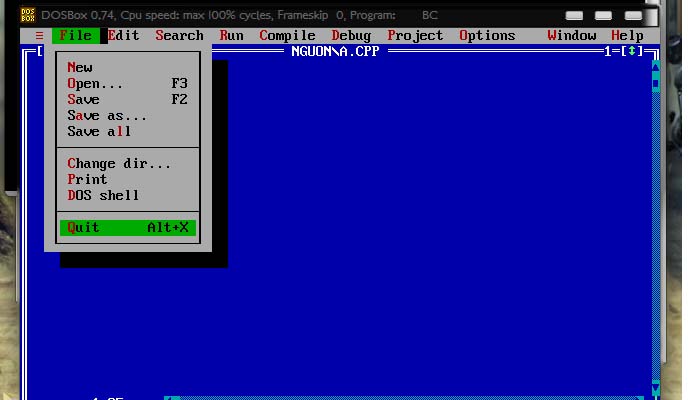 DOS BOX DOSBox 0.74, Cpu speed: max 100% cycles, Frameskip 0, Program: BC
≡ File Edit Search Run Compile Debug Project Options Window Help
[ NGUON\A.CPP 1=[↕]
New
Open... F3
Save F2
Save as...
Save all
Change dir...
Print
DOS shell
Quit Alt+X